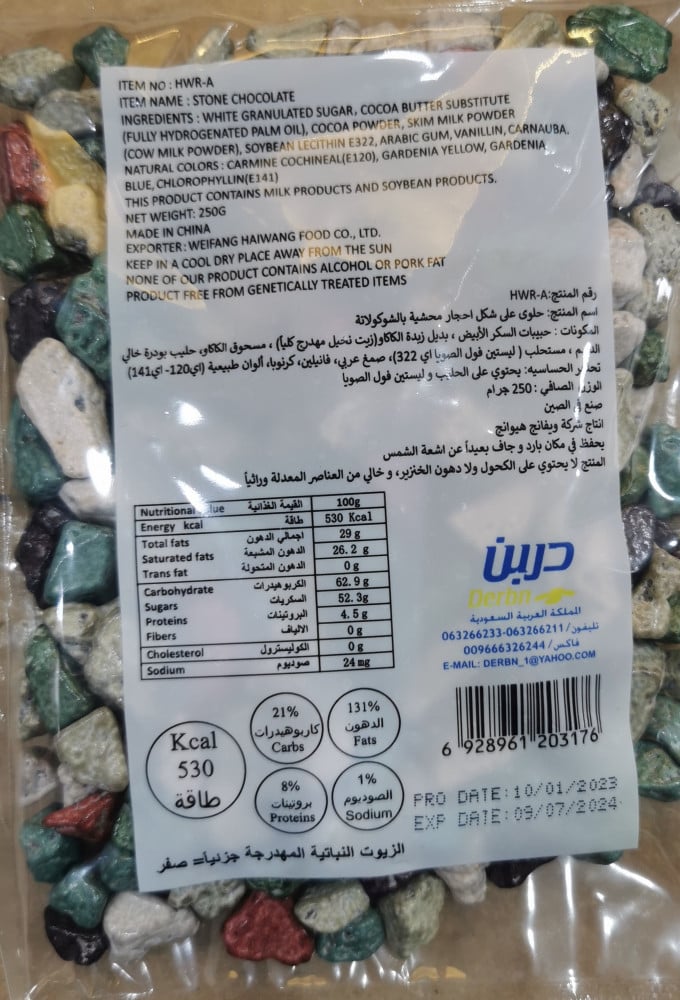 ITEM NO : HWR-A
ITEM NAME : STONE CHOCOLATE
INGREDIENTS : WHITE GRANULATED SUGAR, COCOA BUTTER SUBSTITUTE
(FULLY HYDROGENATED PALM OIL), COCOA POWDER, SKIM MILK POWDER
(COW MILK POWDER), SOYBEAN LECITHIN E322, ARABIC GUM, VANILLIN, CARNAUBA,
NATURAL COLORS : CARMINE COCHINEAL(E120), GARDENIA YELLOW, GARDENIA
BLUE, CHLOROPHYLLIN(E141)
THIS PRODUCT CONTAINS MILK PRODUCTS AND SOYBEAN PRODUCTS.
NET WEIGHT: 250G
MADE IN CHINA
EXPORTER: WEIFANG HAIWANG FOOD CO., LTD.
KEEP IN A COOL DRY PLACE AWAY FROM THE SUN
NONE OF OUR PRODUCT CONTAINS ALCOHOL OR PORK FAT
PRODUCT FREE FROM GENETICALLY TREATED ITEMS
رقم المنتج:HWR-A
اسم المنتج: حلوى على شكل احجار محشية بالشوكولاتة
المكونات : حبيبات السكر الأبيض ، بديل زبدة الكاكاو(زيت نخيل مهدرج كلياً) ، مسحوق الكاكاو، حليب بودرة خالي
الدسم ، مستحلب ( ليستين فول الصويا اي 322)، صمغ عربي، فانيلين، كرنوبا، ألوان طبيعية (اي120- اي141)
تحذير الحساسيه: يحتوي على الحليب و ليستين فول الصويا
الوزن الصافي : 250 جرام
صنع في الصين
انتاج شركة ويفانج هيوانج
يحفظ في مكان بارد و جاف بعيداً عن اشعة الشمس
المنتج لا يحتوي على الكحول ولا دهون الخنزير، و خالي من العناصر المعدلة وراثياً
Nutritional القيمة الغذائية 100g
Energy kcal طاقة 530 Kcal
Total fats اجمالي الدهون 29 g
Saturated fats الدهون المشبعة 26.2 g
Trans fat الدهون المتحولة 0 g
Carbohydrate الكربوهيدرات 62.9 g
Sugars السكريات 52.3g
Proteins البروتينات 4.5 g
Fibers الالياف 0 g
Cholesterol الكوليسترول 0 g
Sodium صوديوم 24 mg
دربن
Derbn
المملكة العربية السعودية
تليفون/ 063266211-063266233
فاكس/ 009666326244
E-MAIL: DERBN_1@YAHOO.COM
6 928961 203176
Kcal
530
طاقة
21%
كاربوهيدرات
Carbs
131%
الدهون
Fats
8%
بروتينات
Proteins
1%
الصوديوم
Sodium
PRO DATE:10/01/2023
EXP DATE:09/07/2024
الزيوت النباتية المهدرجة جزئياً= صفر